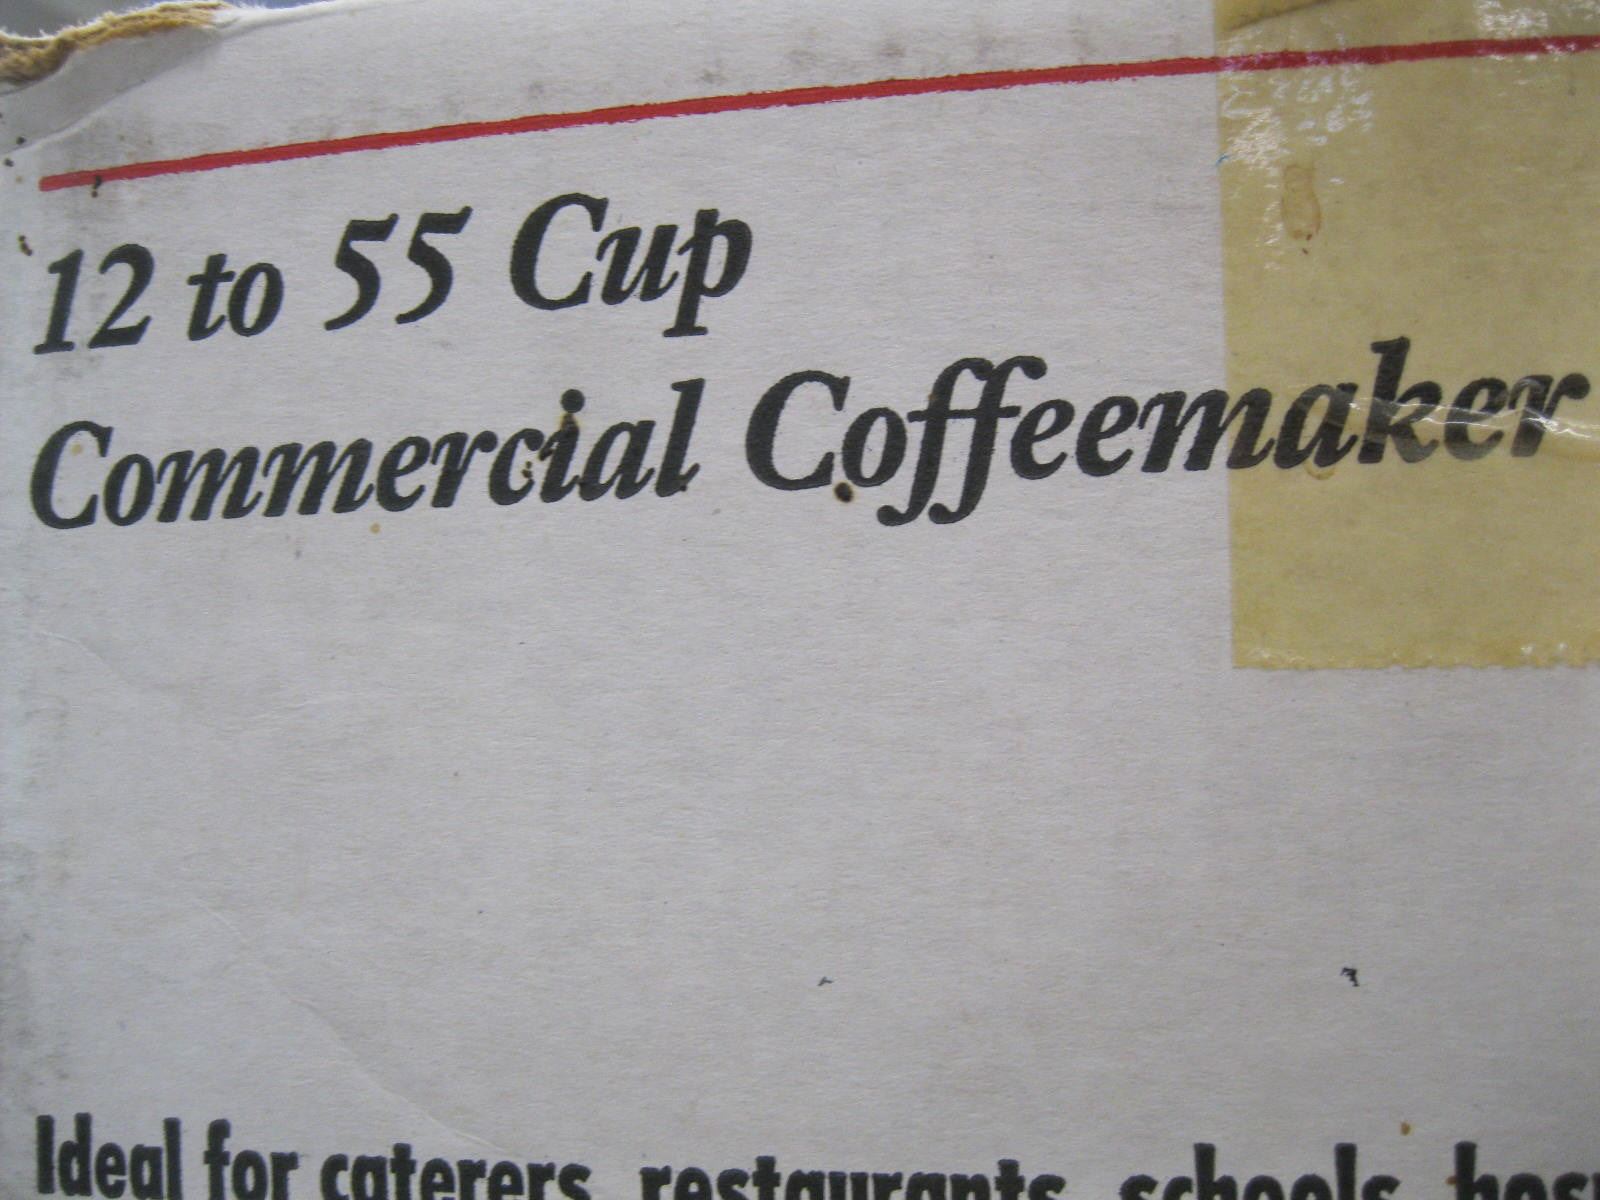 12 to 55 Cup
Commercial Coffeemaker
Ideal for caterers, restaurants, schools,